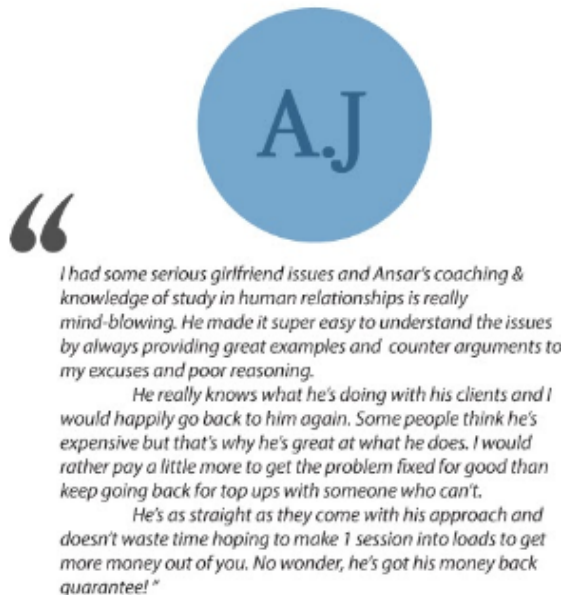 A.J
“
I had some serious girlfriend issues and Ansar's coaching &
knowledge of study in human relationships is really
mind-blowing. He made it super easy to understand the issues
by always providing great examples and counter arguments to
my excuses and poor reasoning.
He really knows what he's doing with his clients and I
would happily go back to him again. Some people think he's
expensive but that's why he's great at what he does. I would
rather pay a little more to get the problem fixed for good than
keep going back for top ups with someone who can't.
He's as straight as they come with his approach and
doesn't waste time hoping to make 1 session into loads to get
more money out of you. No wonder, he's got his money back
guarantee! ”